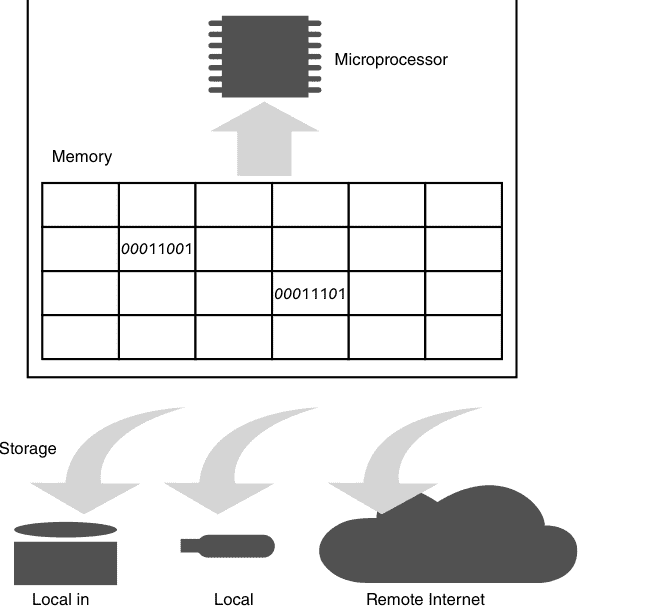 Microprocessor
Memory
00011001
00011101
Storage
Local in
Local
Remote Internet